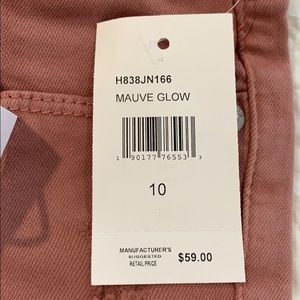 H838JN166
MAUVE GLOW
1 90177 76553 3
10
MANUFACTURER'S
SUGGESTED
RETAIL PRICE
$59.00